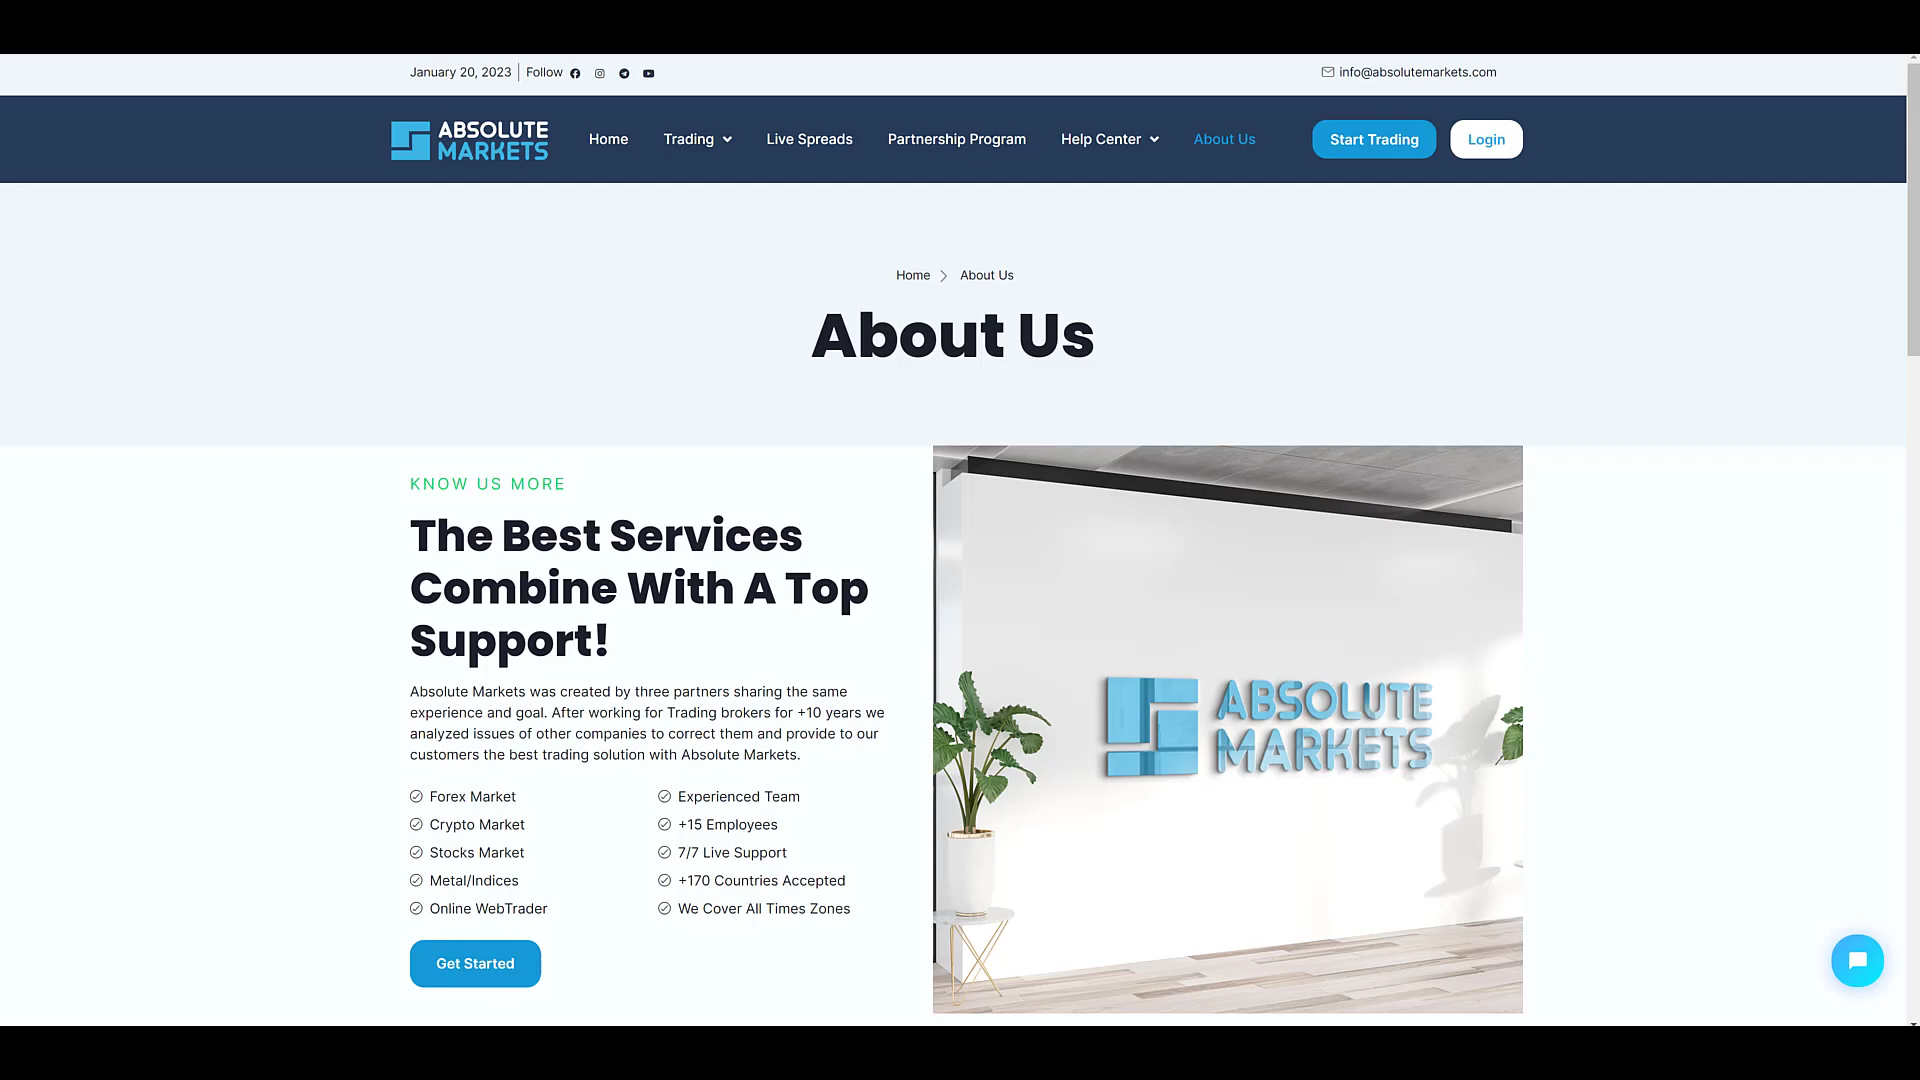 January 20, 2023 Follow
info@absolutemarkets.com
ABSOLUTE
MARKETS
Home Trading Live Spreads Partnership Program Help Center About Us Start Trading Login
Home About Us
About Us
KNOW US MORE
The Best Services
Combine With A Top
Support!
Absolute Markets was created by three partners sharing the same
experience and goal. After working for Trading brokers for +10 years we
analyzed issues of other companies to correct them and provide to our
customers the best trading solution with Absolute Markets.
Forex Market
Crypto Market
Stocks Market
Metal/Indices
Online WebTrader
Experienced Team
+15 Employees
7/7 Live Support
+170 Countries Accepted
We Cover All Times Zones
Get Started
ABSOLUTE
MARKETS